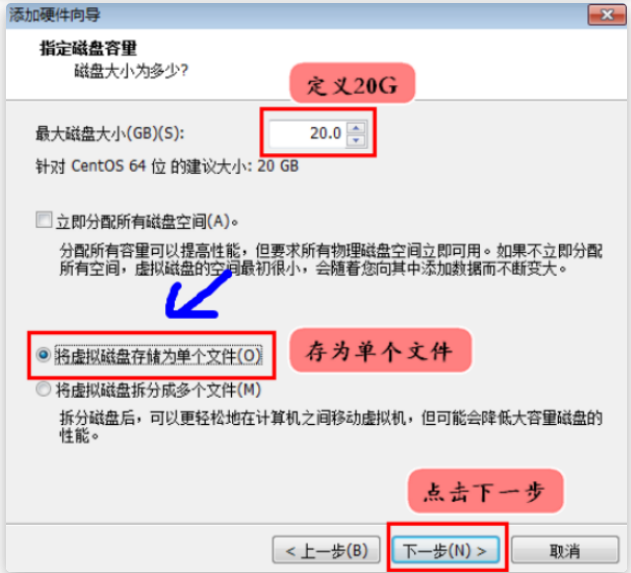 添加硬件向导
指定磁盘容量
磁盘大小为多少?
定义20G
最大磁盘大小(GB)(S):
20.0
针对 CentOS 64 位 的建议大小: 20 GB
立即分配所有磁盘空间(A)。
分配所有容量可以提高性能，但要求所有物理磁盘空间立即可用。如果不立即分配
所有空间，虚拟磁盘的空间最初很小，会随着您向其中添加数据而不断变大。
将虚拟磁盘存储为单个文件(O)
存为单个文件
将虚拟磁盘拆分成多个文件(M)
拆分磁盘后，可以更轻松地在计算机之间移动虚拟机，但可能会降低大容量磁盘的
性能。
点击下一步
< 上一步(B)
下一步(N) >
取消